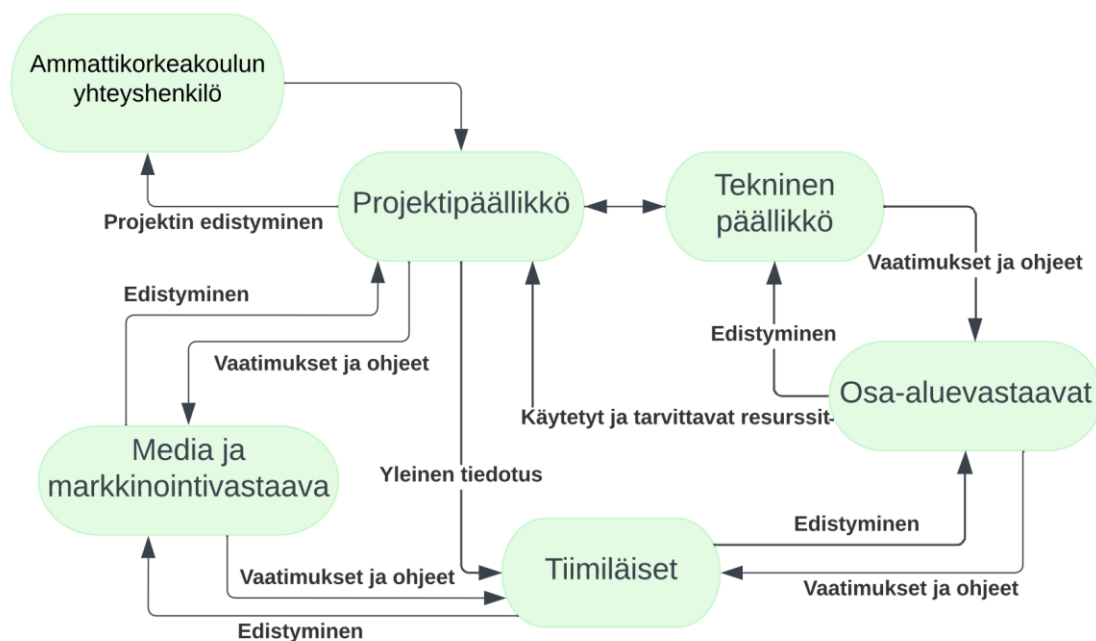 Ammattikorkeakoulun
yhteyshenkilö
Projektipäällikkö
Tekninen
päällikkö
Projektin edistyminen
Vaatimukset ja ohjeet
Edistyminen
Edistyminen
Vaatimukset ja ohjeet
Osa-aluevastaavat
Käytetyt ja tarvittavat resurssit
Media ja
markkinointivastaava
Yleinen tiedotus
Edistyminen
Tiimiläiset
Vaatimukset ja ohjeet
Vaatimukset ja ohjeet
Edistyminen